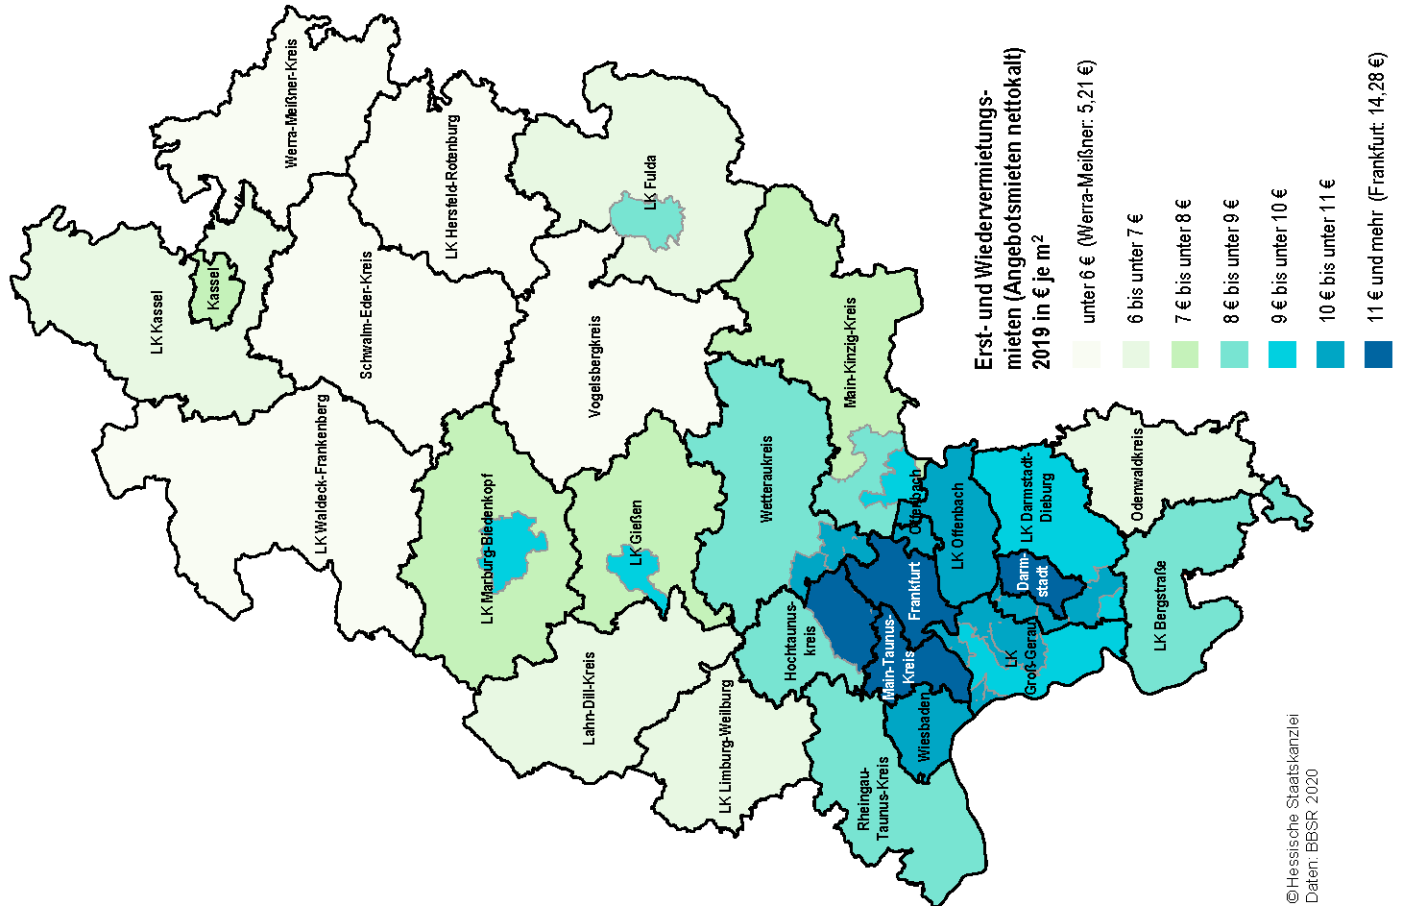 Werra-Meißner-Kreis
LK Kassel
Kassel
LK Hersfeld-Rotenburg
Schwalm-Eder-Kreis
LK Fulda
LK Waldeck-Frankenberg
Vogelsbergkreis
LK Marburg-Biedenkopf
LK Gießen
Main-Kinzig-Kreis
Wetteraukreis
Lahn-Dill-Kreis
LK Limburg-Weilburg
Hochtaunus-
kreis
Offenbach
LK Offenbach
Frankfurt
Main-Taunus-
Kreis
Wiesbaden
Rheingau-
Taunus-Kreis
LK Darmstadt-
Dieburg
Darm-
stadt
LK
Groß-Gerau
Odenwaldkreis
LK Bergstraße
Erst- und Wiedervermietungs-
mieten (Angebotsmieten nettokalt)
2019 in € je m²
unter 6 € (Werra-Meißner: 5,21 €)
6 bis unter 7 €
7 € bis unter 8 €
8 € bis unter 9 €
9 € bis unter 10 €
10 € bis unter 11 €
11 € und mehr (Frankfurt: 14,28 €)
©Hessische Staatskanzlei
Daten: BBSR 2020